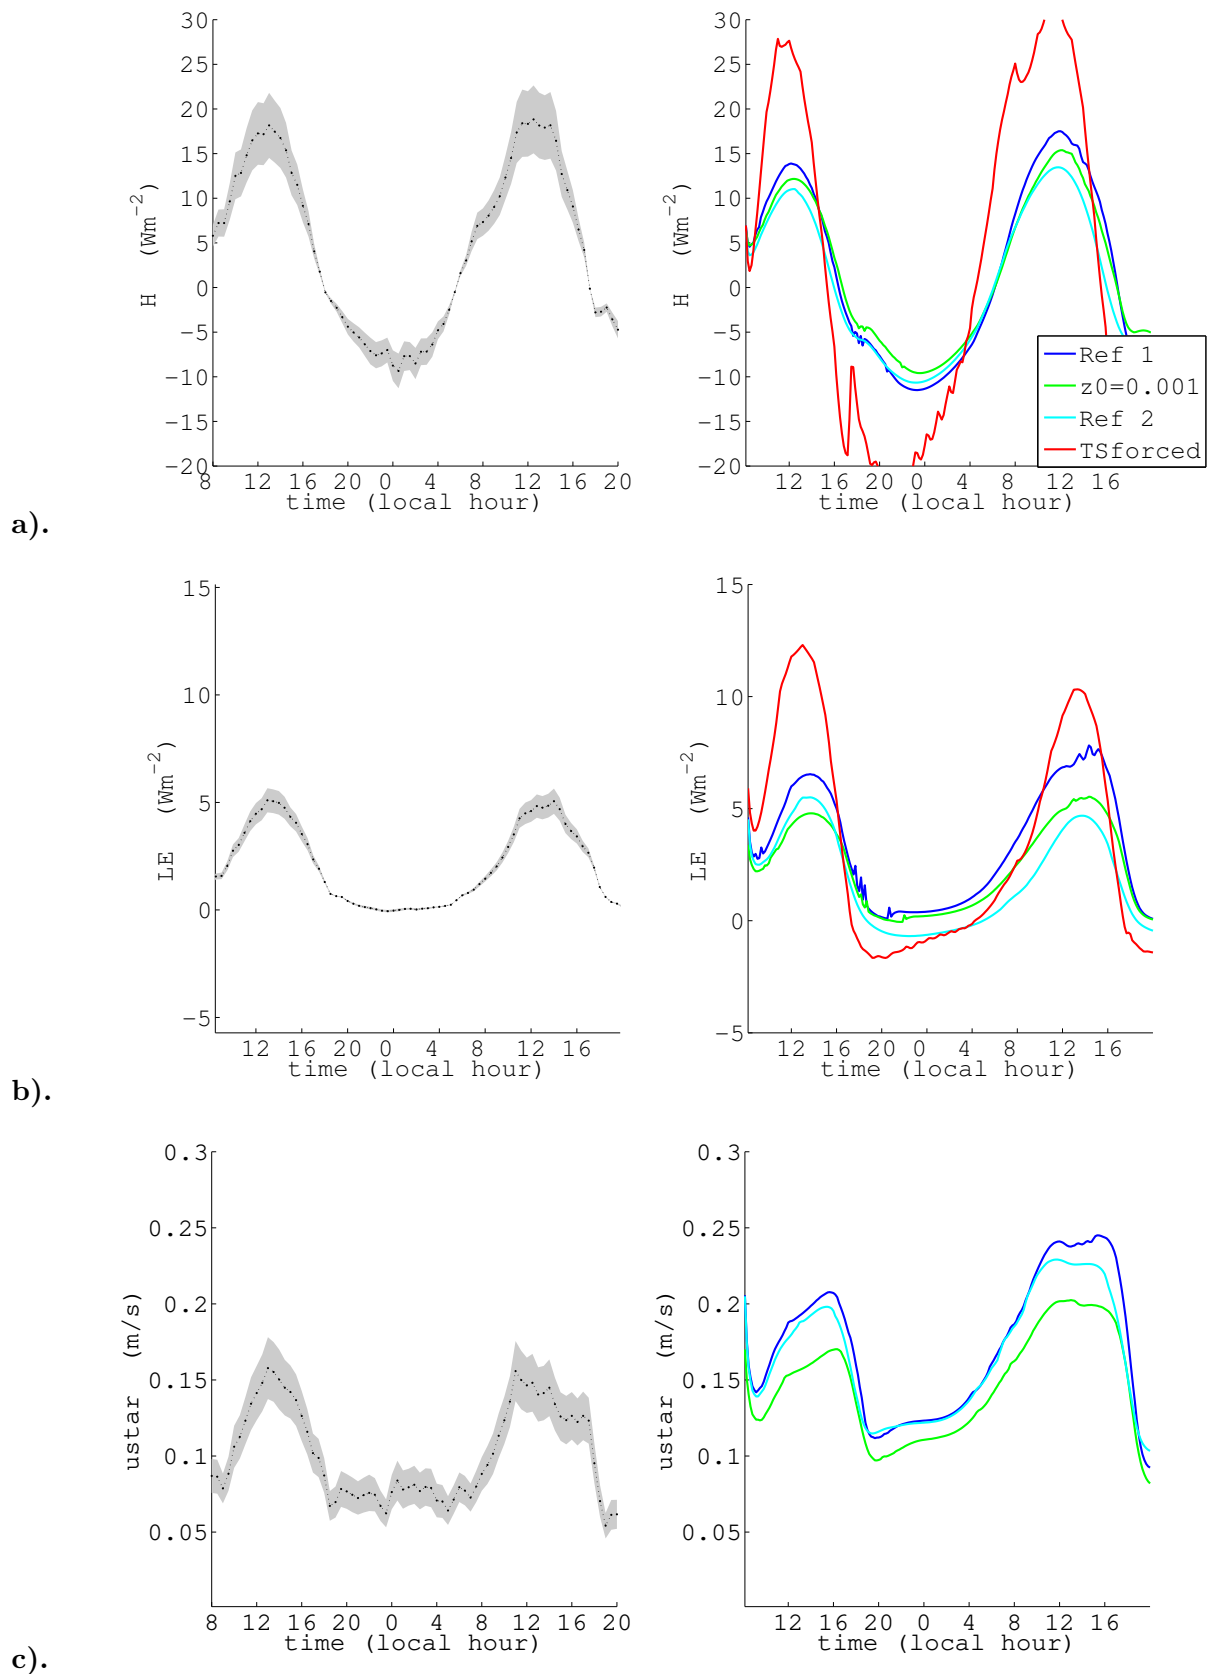 30
25
20
15
10
5
0
−5
−10
−15
−20
H (Wm−2)
8 12 16 20 0 4 8 12 16 20
time (local hour)
30
25
20
15
10
5
0
−5
−10
−15
−20
H (Wm−2)
12 16 20 0 4 8 12 16
time (local hour)
Ref 1
z0=0.001
Ref 2
TSforced
a).
15
10
5
0
−5
LE (Wm−2)
12 16 20 0 4 8 12 16
time (local hour)
15
10
5
0
−5
LE (Wm−2)
12 16 20 0 4 8 12 16
time (local hour)
b).
0.3
0.25
0.2
0.15
0.1
0.05
ustar (m/s)
8 12 16 20 0 4 8 12 16 20
time (local hour)
0.3
0.25
0.2
0.15
0.1
0.05
ustar (m/s)
12 16 20 0 4 8 12 16
time (local hour)
c).